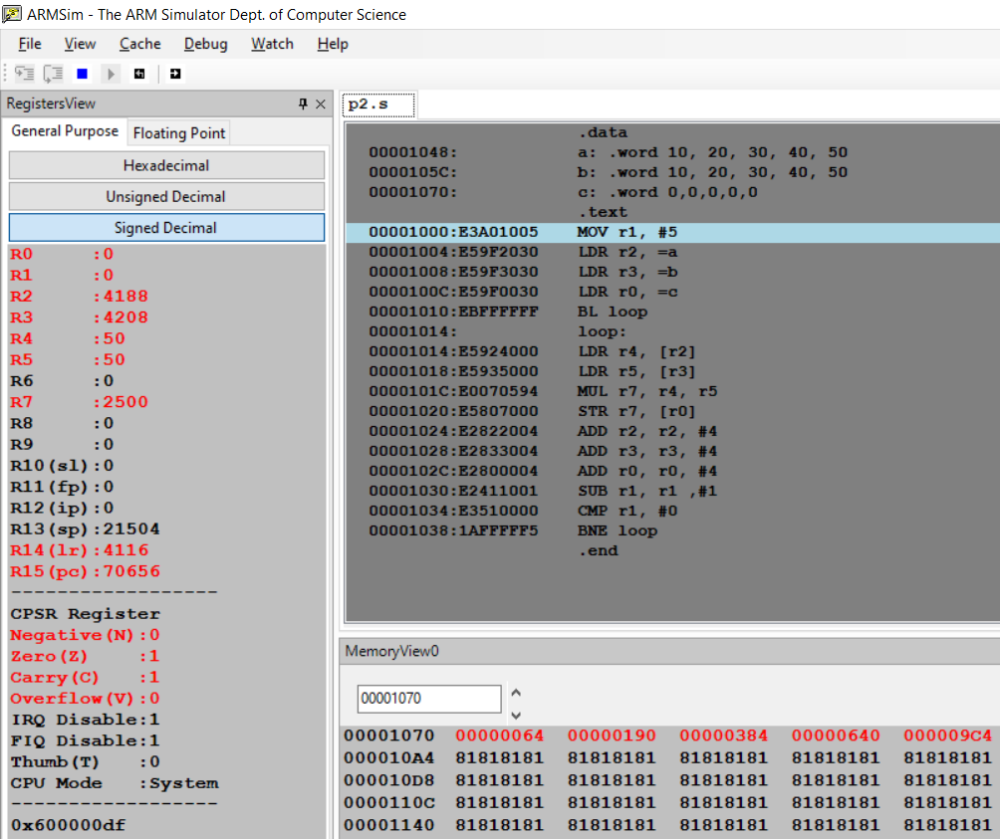 ARMSim - The ARM Simulator Dept. of Computer Science
File View Cache Debug Watch Help
RegistersView
General Purpose Floating Point
Hexadecimal
Unsigned Decimal
Signed Decimal
R0 :0
R1 :0
R2 :4188
R3 :4208
R4 :50
R5 :50
R6 :0
R7 :2500
R8 :0
R9 :0
R10(sl):0
R11(fp):0
R12(ip):0
R13(sp):21504
R14(lr):4116
R15(pc):70656
------------------
CPSR Register
Negative(N):0
Zero(Z) :1
Carry(C) :1
Overflow(V):0
IRQ Disable:1
FIQ Disable:1
Thumb(T) :0
CPU Mode :System
------------------
0x600000df
p2.s
.data
00001048: a: .word 10, 20, 30, 40, 50
0000105C: b: .word 10, 20, 30, 40, 50
00001070: c: .word 0,0,0,0,0
.text
00001000:E3A01005 MOV r1, #5
00001004:E59F2030 LDR r2, =a
00001008:E59F3030 LDR r3, =b
0000100C:E59F0030 LDR r0, =c
00001010:EBFFFFFF BL loop
00001014: loop:
00001014:E5924000 LDR r4, [r2]
00001018:E5935000 LDR r5, [r3]
0000101C:E0070594 MUL r7, r4, r5
00001020:E5807000 STR r7, [r0]
00001024:E2822004 ADD r2, r2, #4
00001028:E2833004 ADD r3, r3, #4
0000102C:E2800004 ADD r0, r0, #4
00001030:E2411001 SUB r1, r1 ,#1
00001034:E3510000 CMP r1, #0
00001038:1AFFFFF5 BNE loop
.end
MemoryView0
00001070
00001070 00000064 00000190 00000384 00000640 000009C4
000010A4 81818181 81818181 81818181 81818181 81818181
000010D8 81818181 81818181 81818181 81818181 81818181
0000110C 81818181 81818181 81818181 81818181 81818181
00001140 81818181 81818181 81818181 81818181 81818181